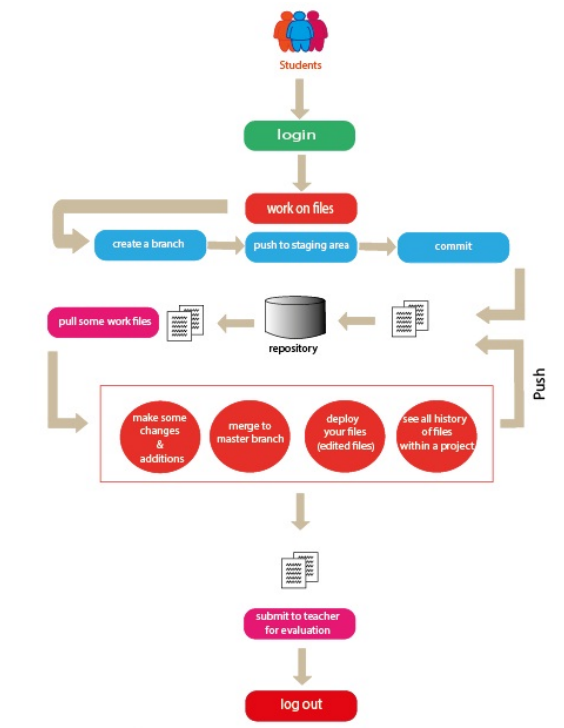 Students
login
work on files
create a branch
push to staging area
commit
pull some work files
repository
Push
make some
changes
&
additions
merge to
master branch
deploy
your files
(edited files)
see all history
of files
within a project
submit to teacher
for evaluation
log out